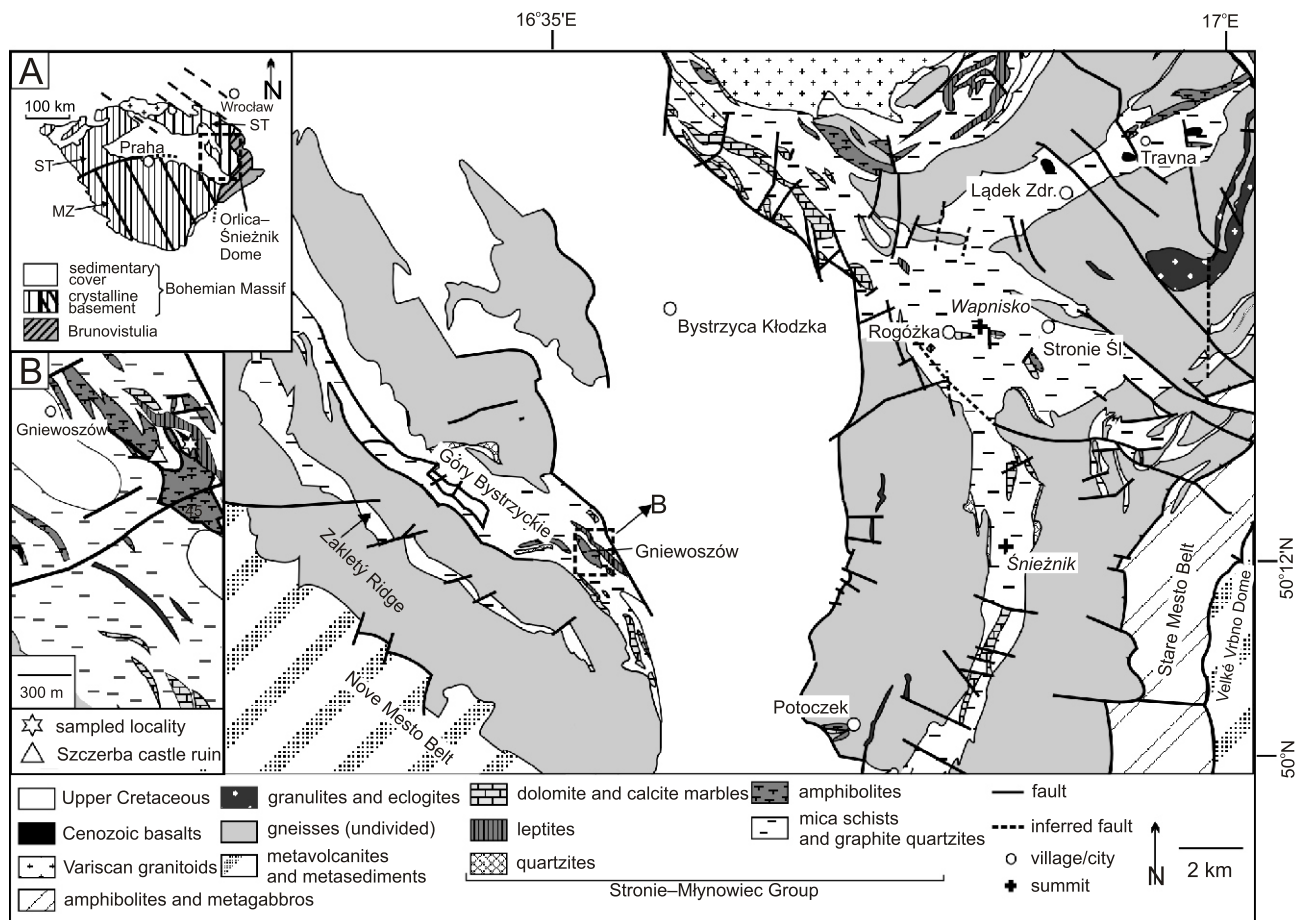 16°35'E
17°E
A
100 km
N
Wrocław
ST
Praha
ST
MZ
Orlica–
Śnieżnik
Dome
sedimentary
cover
crystalline
basement
Bohemian Massif
Brunovistulia
B
Gniewoszów
300 m
sampled locality
Szczerba castle ruin
Travna
Lądek Zdr.
Bystrzyca Kłodzka
Wapnisko
Rogóżka
Stronie Śl.
Góry Bystrzyckie
B
Gniewoszów
Zaklety Ridge
Śnieżnik
50°12'N
Stare Mesto Belt
Velké Vrbno Dome
Nove Mesto Belt
Potoczek
50°N
Upper Cretaceous
Cenozoic basalts
Variscan granitoids
amphibolites and metagabbros
granulites and eclogites
gneisses (undivided)
metavolcanites
and metasediments
dolomite and calcite marbles
leptites
quartzites
amphibolites
mica schists
and graphite quartzites
Stronie–Młynowiec Group
fault
inferred fault
village/city
summit
N
2 km